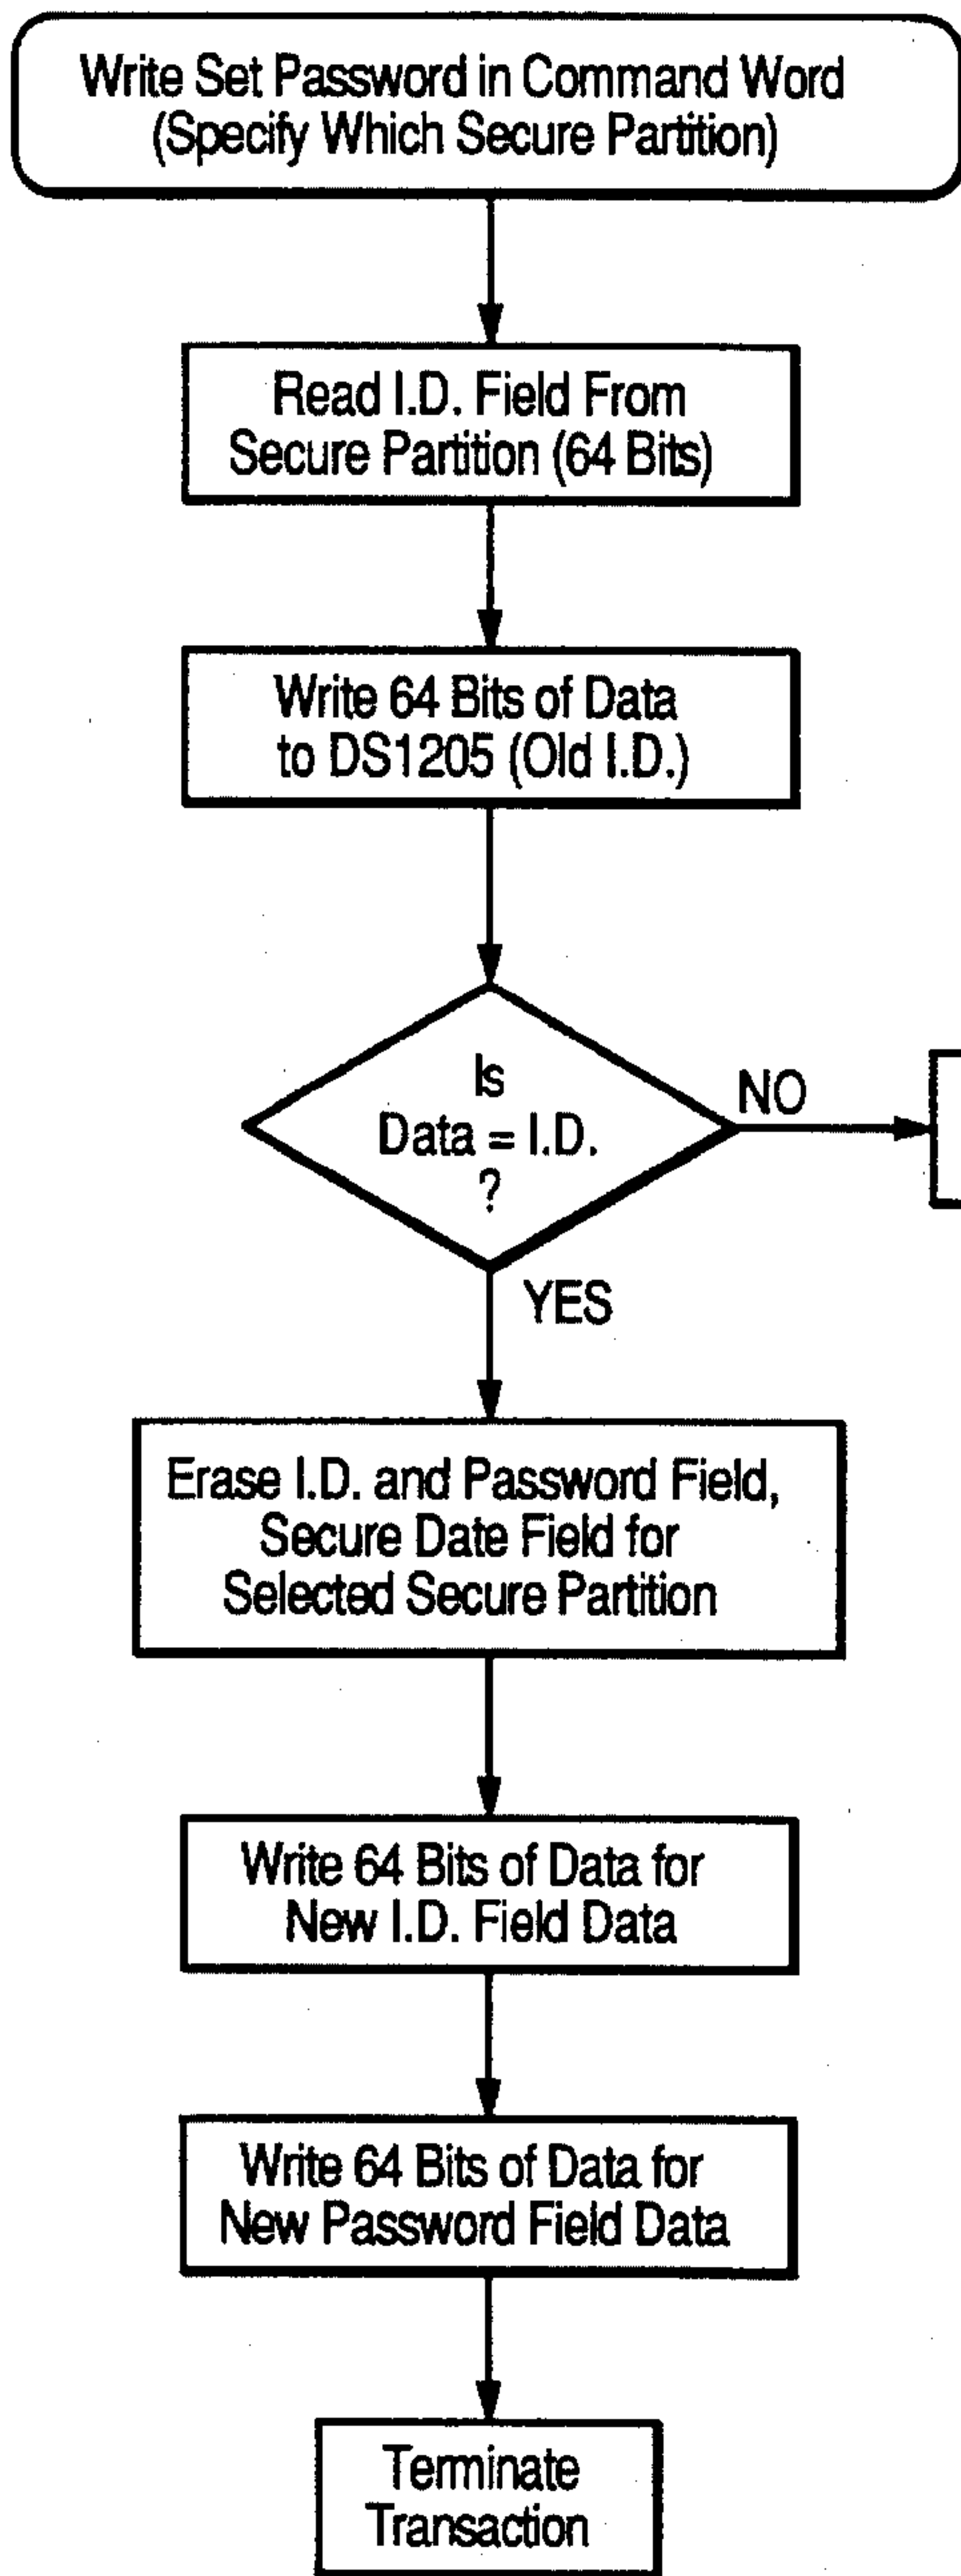 Write Set Password in Command Word
(Specify Which Secure Partition)
Read I.D. Field From
Secure Partition (64 Bits)
Write 64 Bits of Data
to DS1205 (Old I.D.)
Is
Data = I.D.
?
NO
YES
Erase I.D. and Password Field,
Secure Date Field for
Selected Secure Partition
Write 64 Bits of Data for
New I.D. Field Data
Write 64 Bits of Data for
New Password Field Data
Terminate
Transaction